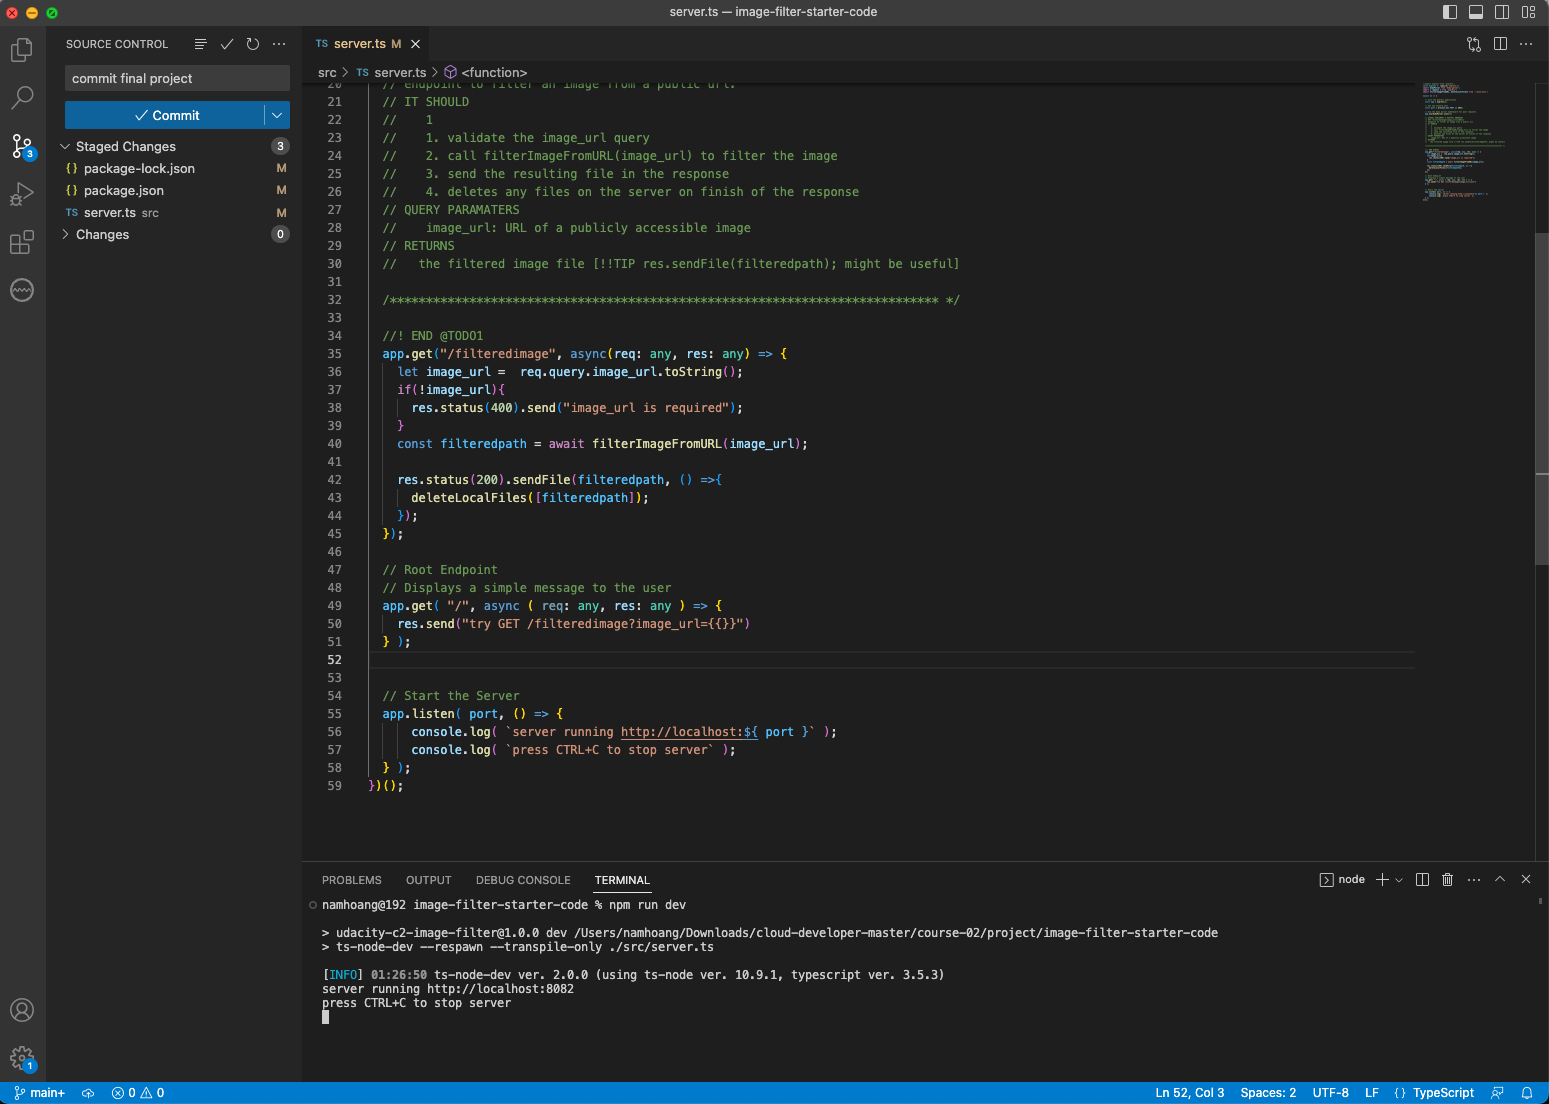 server.ts — image-filter-starter-code
SOURCE CONTROL
TS server.ts M
src > TS server.ts > <function>
commit final project
Commit
Staged Changes 3
{} package-lock.json M
{} package.json M
TS server.ts src M
Changes 0
3
1
20 // endpoint to filter an image from a public url.
21 // IT SHOULD
22 //    1
23 //    1. validate the image_url query
24 //    2. call filterImageFromURL(image_url) to filter the image
25 //    3. send the resulting file in the response
26 //    4. deletes any files on the server on finish of the response
27 // QUERY PARAMATERS
28 //    image_url: URL of a publicly accessible image
29 // RETURNS
30 //   the filtered image file [!!TIP res.sendFile(filteredpath); might be useful]
31
32 /**************************************************************************** */
33
34 //! END @TODO1
35 app.get("/filteredimage", async(req: any, res: any) => {
36   let image_url =  req.query.image_url.toString();
37   if(!image_url){
38     res.status(400).send("image_url is required");
39   }
40   const filteredpath = await filterImageFromURL(image_url);
41
42   res.status(200).sendFile(filteredpath, () =>{
43     deleteLocalFiles([filteredpath]);
44   });
45 });
46
47 // Root Endpoint
48 // Displays a simple message to the user
49 app.get( "/", async ( req: any, res: any ) => {
50   res.send("try GET /filteredimage?image_url={{}}")
51 } );
52
53
54 // Start the Server
55 app.listen( port, () => {
56     console.log( `server running http://localhost:${ port }` );
57     console.log( `press CTRL+C to stop server` );
58 } );
59 })();
PROBLEMS OUTPUT DEBUG CONSOLE TERMINAL
node
namhoang@192 image-filter-starter-code % npm run dev
> udacity-c2-image-filter@1.0.0 dev /Users/namhoang/Downloads/cloud-developer-master/course-02/project/image-filter-starter-code
> ts-node-dev --respawn --transpile-only ./src/server.ts
[INFO] 01:26:50 ts-node-dev ver. 2.0.0 (using ts-node ver. 10.9.1, typescript ver. 3.5.3)
server running http://localhost:8082
press CTRL+C to stop server
main+ 0 0 Ln 52, Col 3 Spaces: 2 UTF-8 LF {} TypeScript